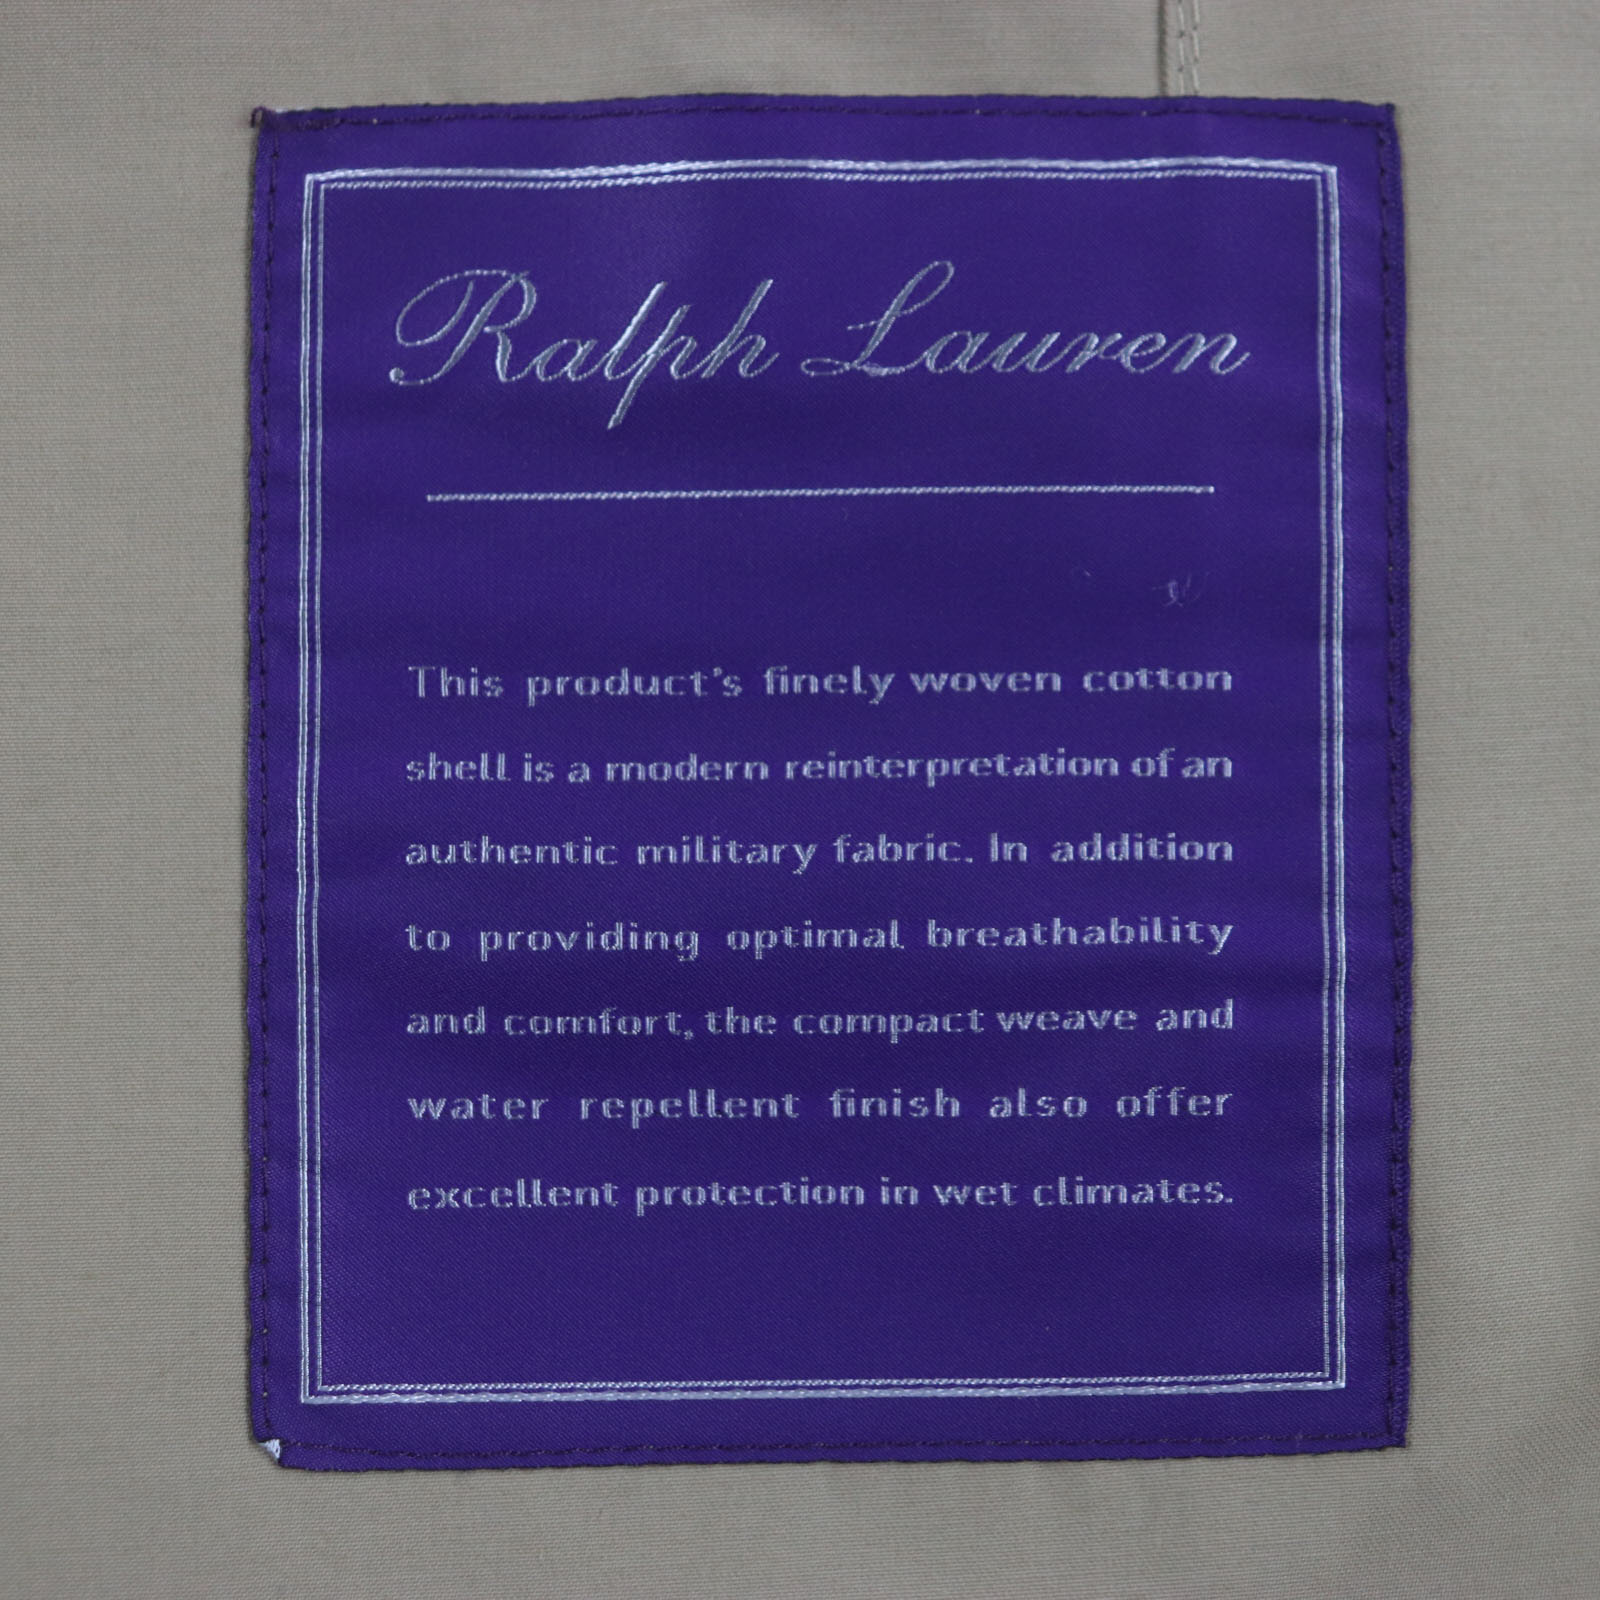 Ralph Lauren
This product's finely woven cotton
shell is a modern reinterpretation of an
authentic military fabric. In addition
to providing optimal breathability
and comfort, the compact weave and
water repellent finish also offer
excellent protection in wet climates.